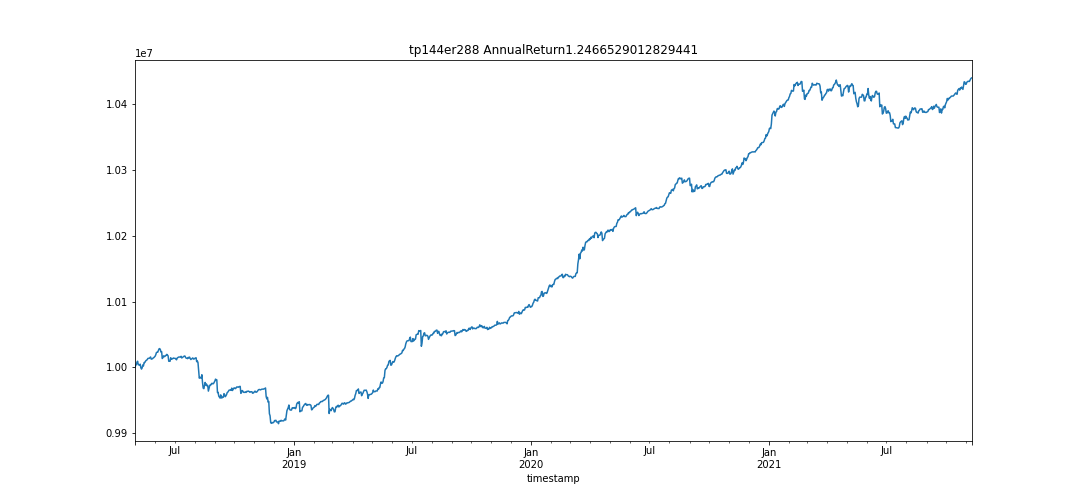 tp144er288 AnnualReturn1.2466529012829441
1e7
1.04
1.03
1.02
1.01
1.00
0.99
Jul Jan Jul Jan Jul Jan Jul
2019 2020 2021
timestamp